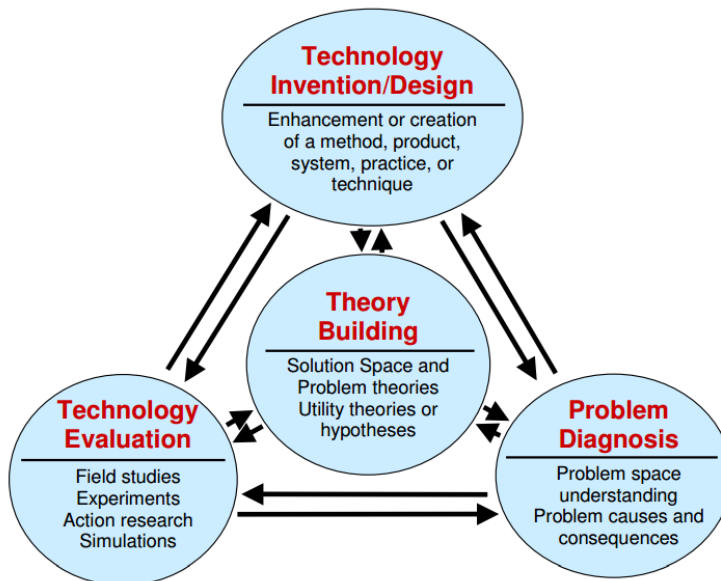 Technology
Invention/Design
Enhancement or creation
of a method, product,
system, practice, or
technique
Theory
Building
Solution Space and
Problem theories
Utility theories or
hypotheses
Technology
Evaluation
Field studies
Experiments
Action research
Simulations
Problem
Diagnosis
Problem space
understanding
Problem causes and
consequences